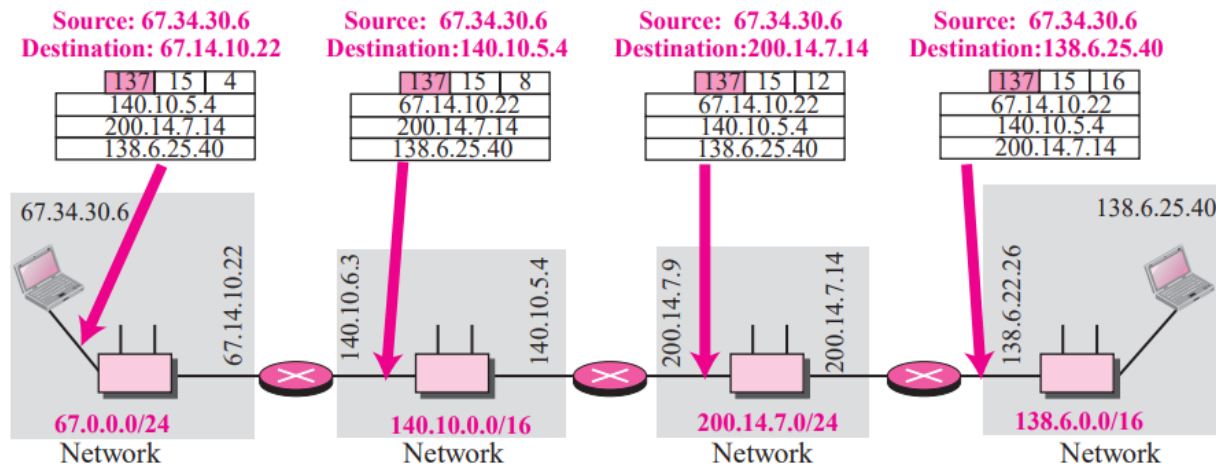 Source: 67.34.30.6
Destination: 67.14.10.22
137 15 4
140.10.5.4
200.14.7.14
138.6.25.40
Source: 67.34.30.6
Destination:140.10.5.4
137 15 8
67.14.10.22
200.14.7.14
138.6.25.40
Source: 67.34.30.6
Destination:200.14.7.14
137 15 12
67.14.10.22
140.10.5.4
138.6.25.40
Source: 67.34.30.6
Destination:138.6.25.40
137 15 16
67.14.10.22
140.10.5.4
200.14.7.14
67.34.30.6
67.14.10.22
67.0.0.0/24
Network
140.10.6.3
140.10.5.4
140.10.0.0/16
Network
200.14.7.9
200.14.7.14
200.14.7.0/24
Network
138.6.25.40
138.6.22.26
138.6.0.0/16
Network